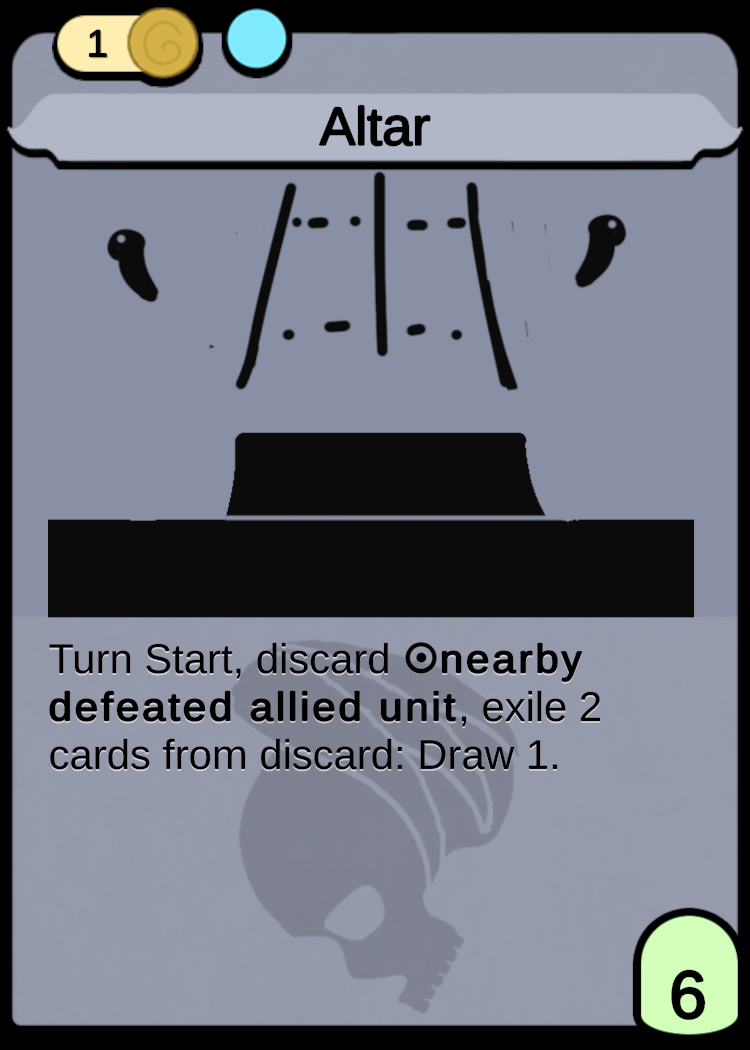 1
Altar
Turn Start, discard ⊙nearby
defeated allied unit, exile 2
cards from discard: Draw 1.
6